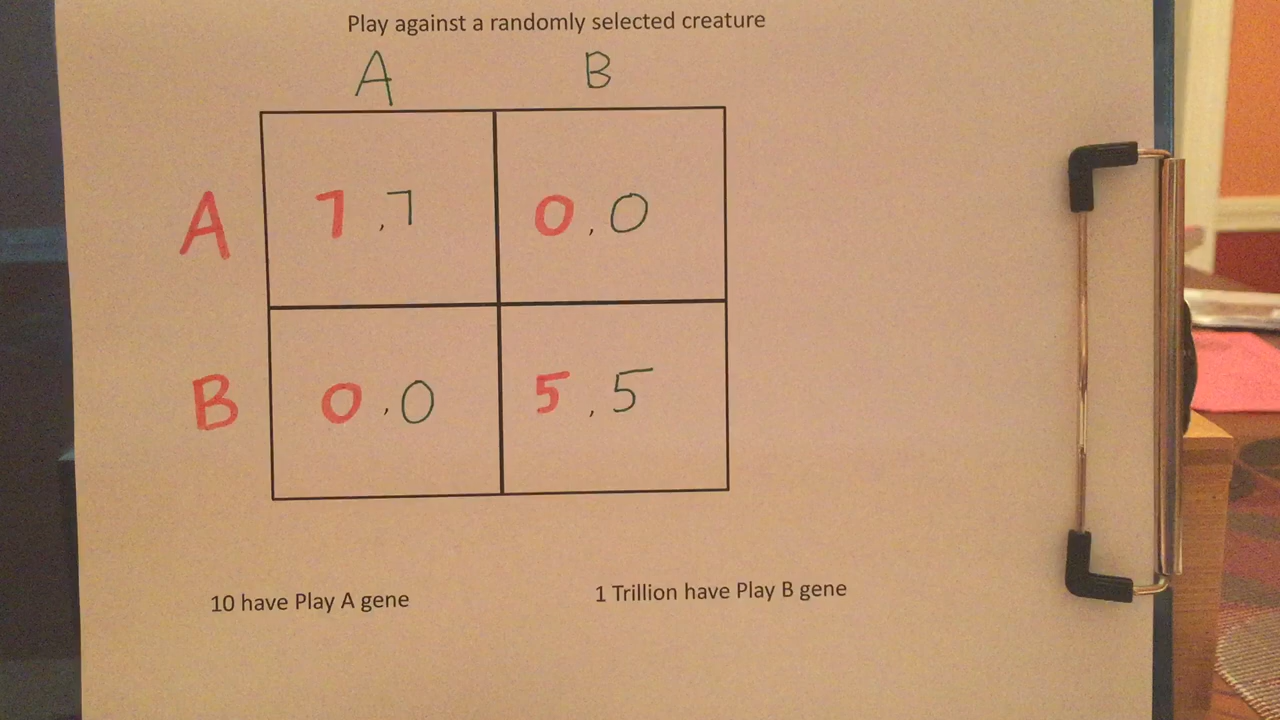 Play against a randomly selected creature
A B
A 7,7 0,0
B 0,0 5,5
10 have Play A gene 1 Trillion have Play B gene